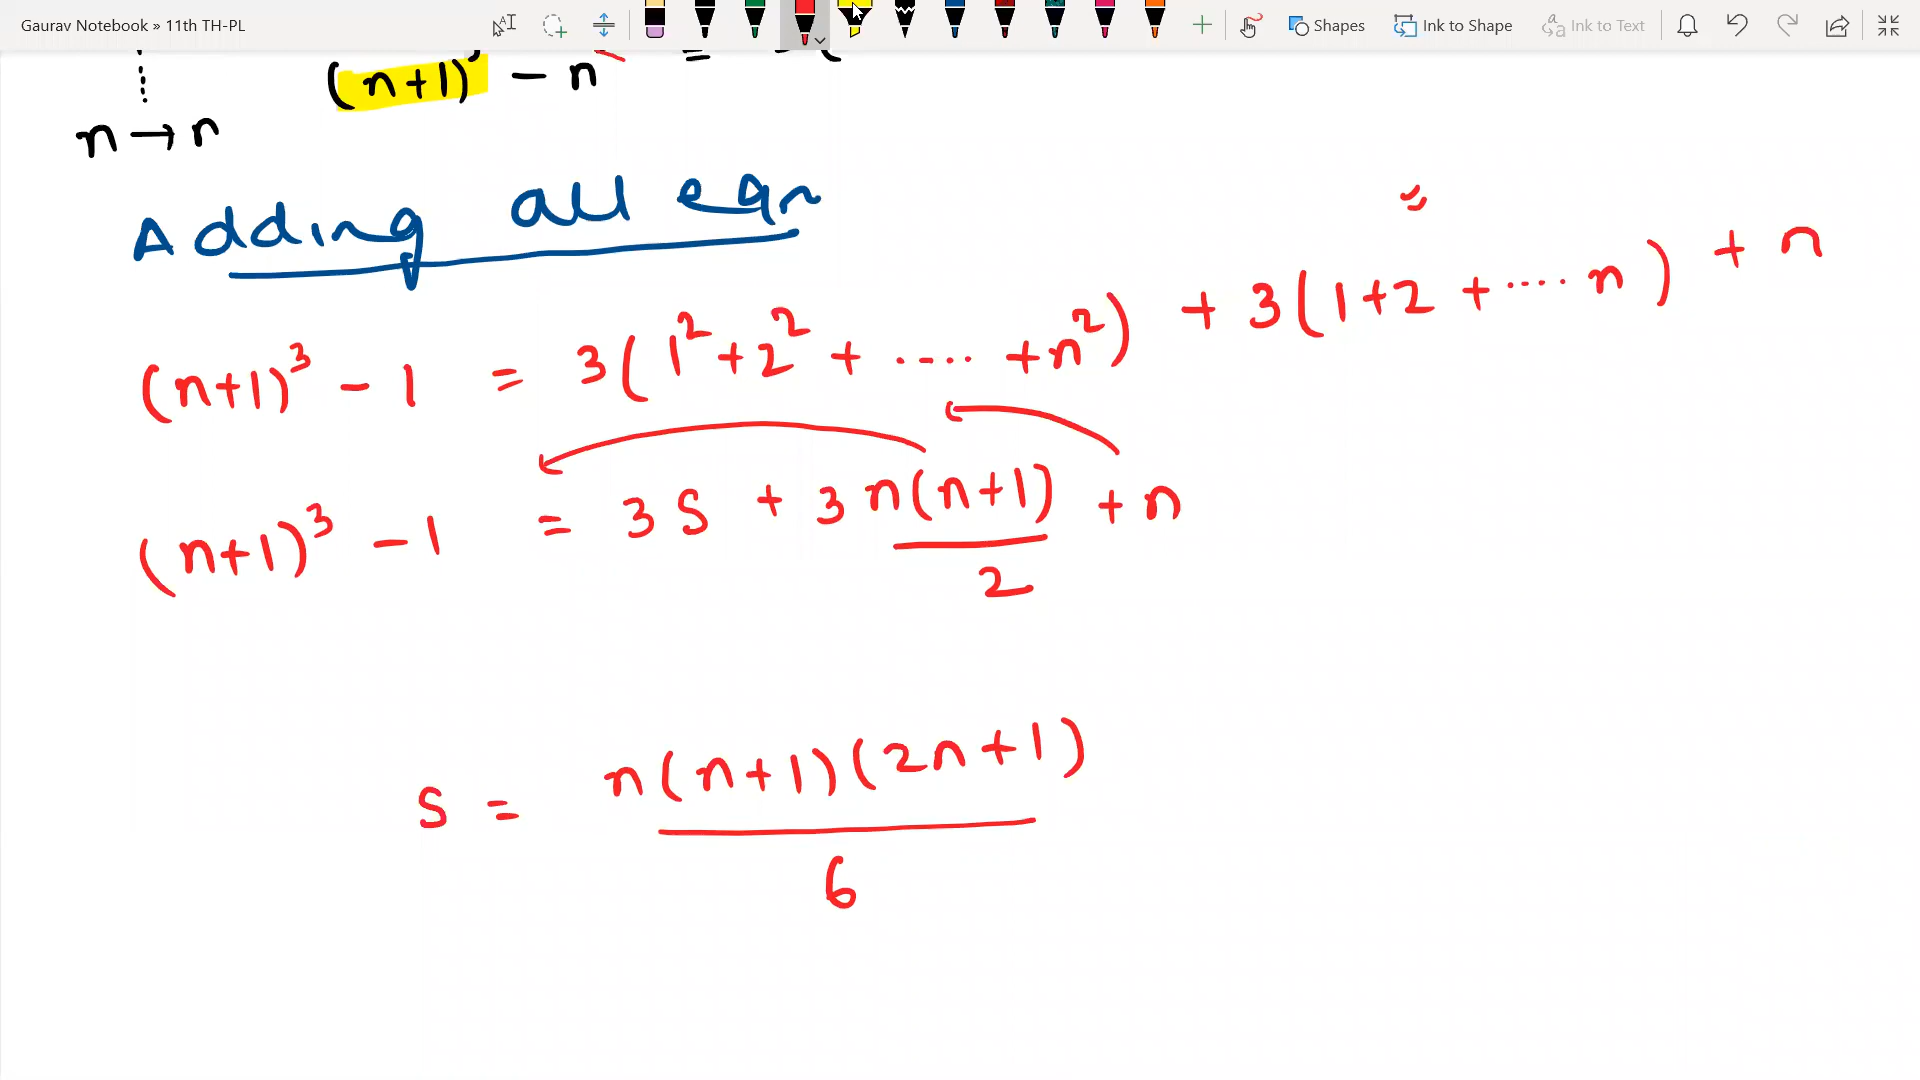 Gaurav Notebook » 11th TH-PL
Shapes
Ink to Shape
Ink to Text
(n+1) - n =
n → n
Adding all eqn
(n+1)³ - 1 = 3(1² + 2² + ..... + n²) + 3(1+2 + ..... n) + n
(n+1)³ - 1 = 3S + 3 n(n+1)/2 + n
S = n(n+1)(2n+1)/6